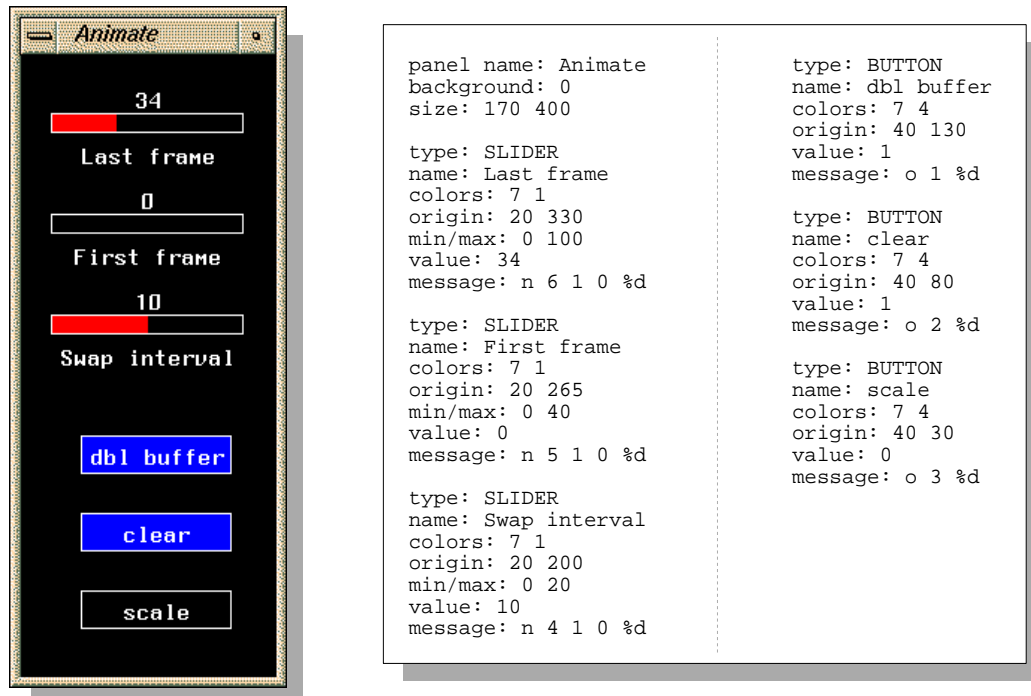 Animate
34
Last frame
0
First frame
10
Swap interval
dbl buffer
clear
scale
panel name: Animate
background: 0
size: 170 400
type: SLIDER
name: Last frame
colors: 7 1
origin: 20 330
min/max: 0 100
value: 34
message: n 6 1 0 %d
type: SLIDER
name: First frame
colors: 7 1
origin: 20 265
min/max: 0 40
value: 0
message: n 5 1 0 %d
type: SLIDER
name: Swap interval
colors: 7 1
origin: 20 200
min/max: 0 20
value: 10
message: n 4 1 0 %d
type: BUTTON
name: dbl buffer
colors: 7 4
origin: 40 130
value: 1
message: o 1 %d
type: BUTTON
name: clear
colors: 7 4
origin: 40 80
value: 1
message: o 2 %d
type: BUTTON
name: scale
colors: 7 4
origin: 40 30
value: 0
message: o 3 %d